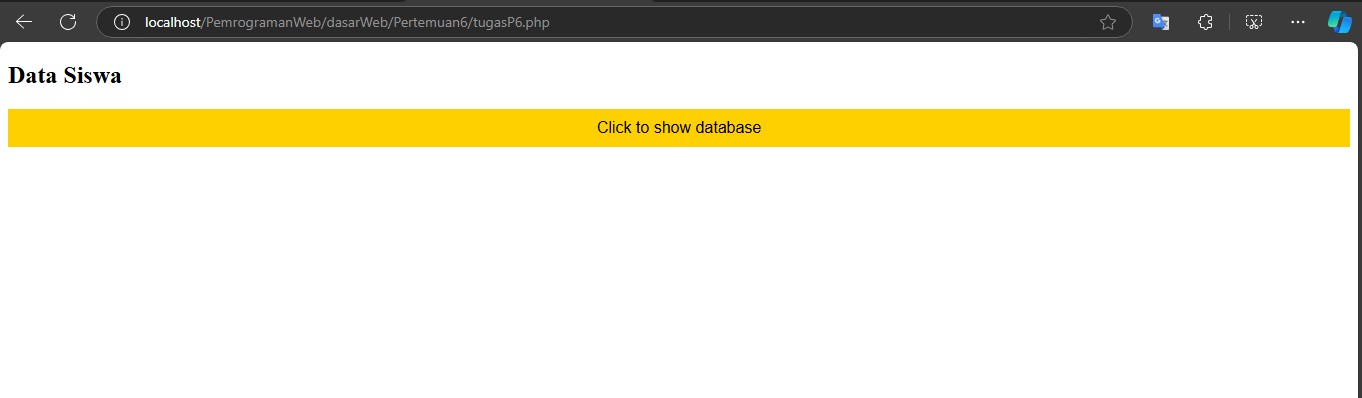 localhost/PemrogramanWeb/dasarWeb/Pertemuan6/tugasP6.php
Data Siswa
Click to show database